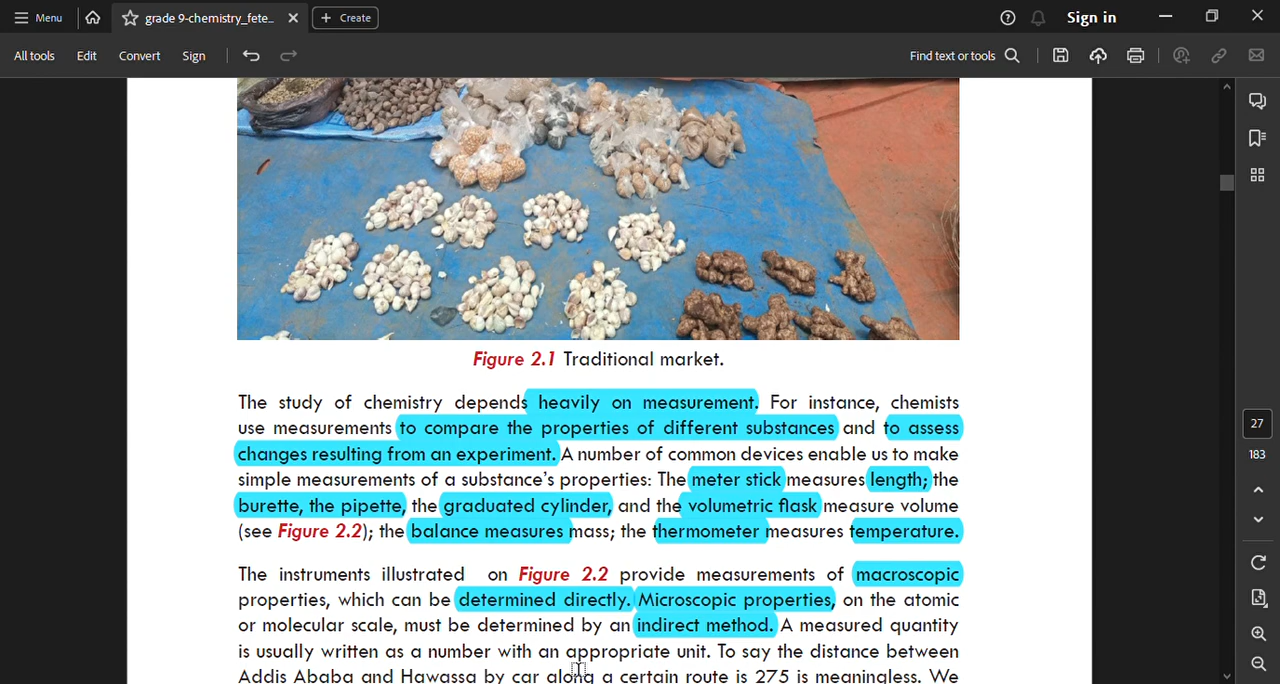 Menu
grade 9-chemistry_fete...
Create
Sign in
All tools
Edit
Convert
Sign
Find text or tools
Figure 2.1 Traditional market.
The study of chemistry depends heavily on measurement. For instance, chemists
use measurements to compare the properties of different substances and to assess
changes resulting from an experiment. A number of common devices enable us to make
simple measurements of a substance's properties: The meter stick measures length; the
burette, the pipette, the graduated cylinder, and the volumetric flask measure volume
(see Figure 2.2); the balance measures mass; the thermometer measures temperature.
The instruments illustrated on Figure 2.2 provide measurements of macroscopic
properties, which can be determined directly. Microscopic properties, on the atomic
or molecular scale, must be determined by an indirect method. A measured quantity
is usually written as a number with an appropriate unit. To say the distance between
Addis Ababa and Hawassa by car along a certain route is 275 is meaningless. We
27
183